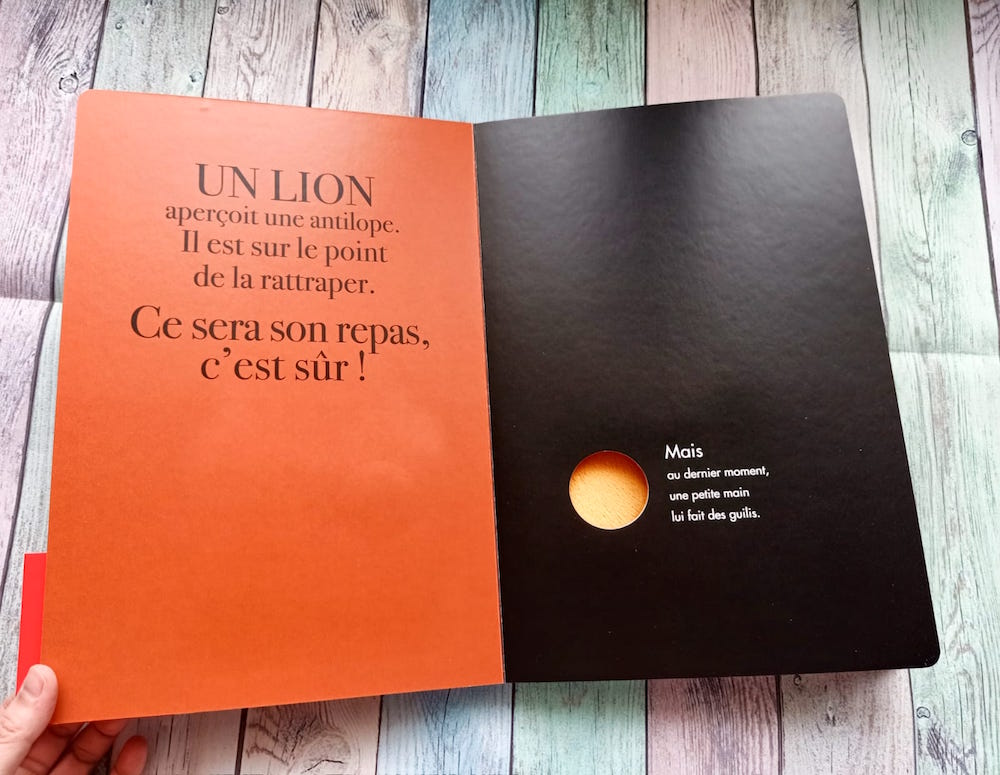 UN LION
aperçoit une antilope.
Il est sur le point
de la rattraper.
Ce sera son repas,
c’est sûr !
Mais
au dernier moment,
une petite main
lui fait des guilis.